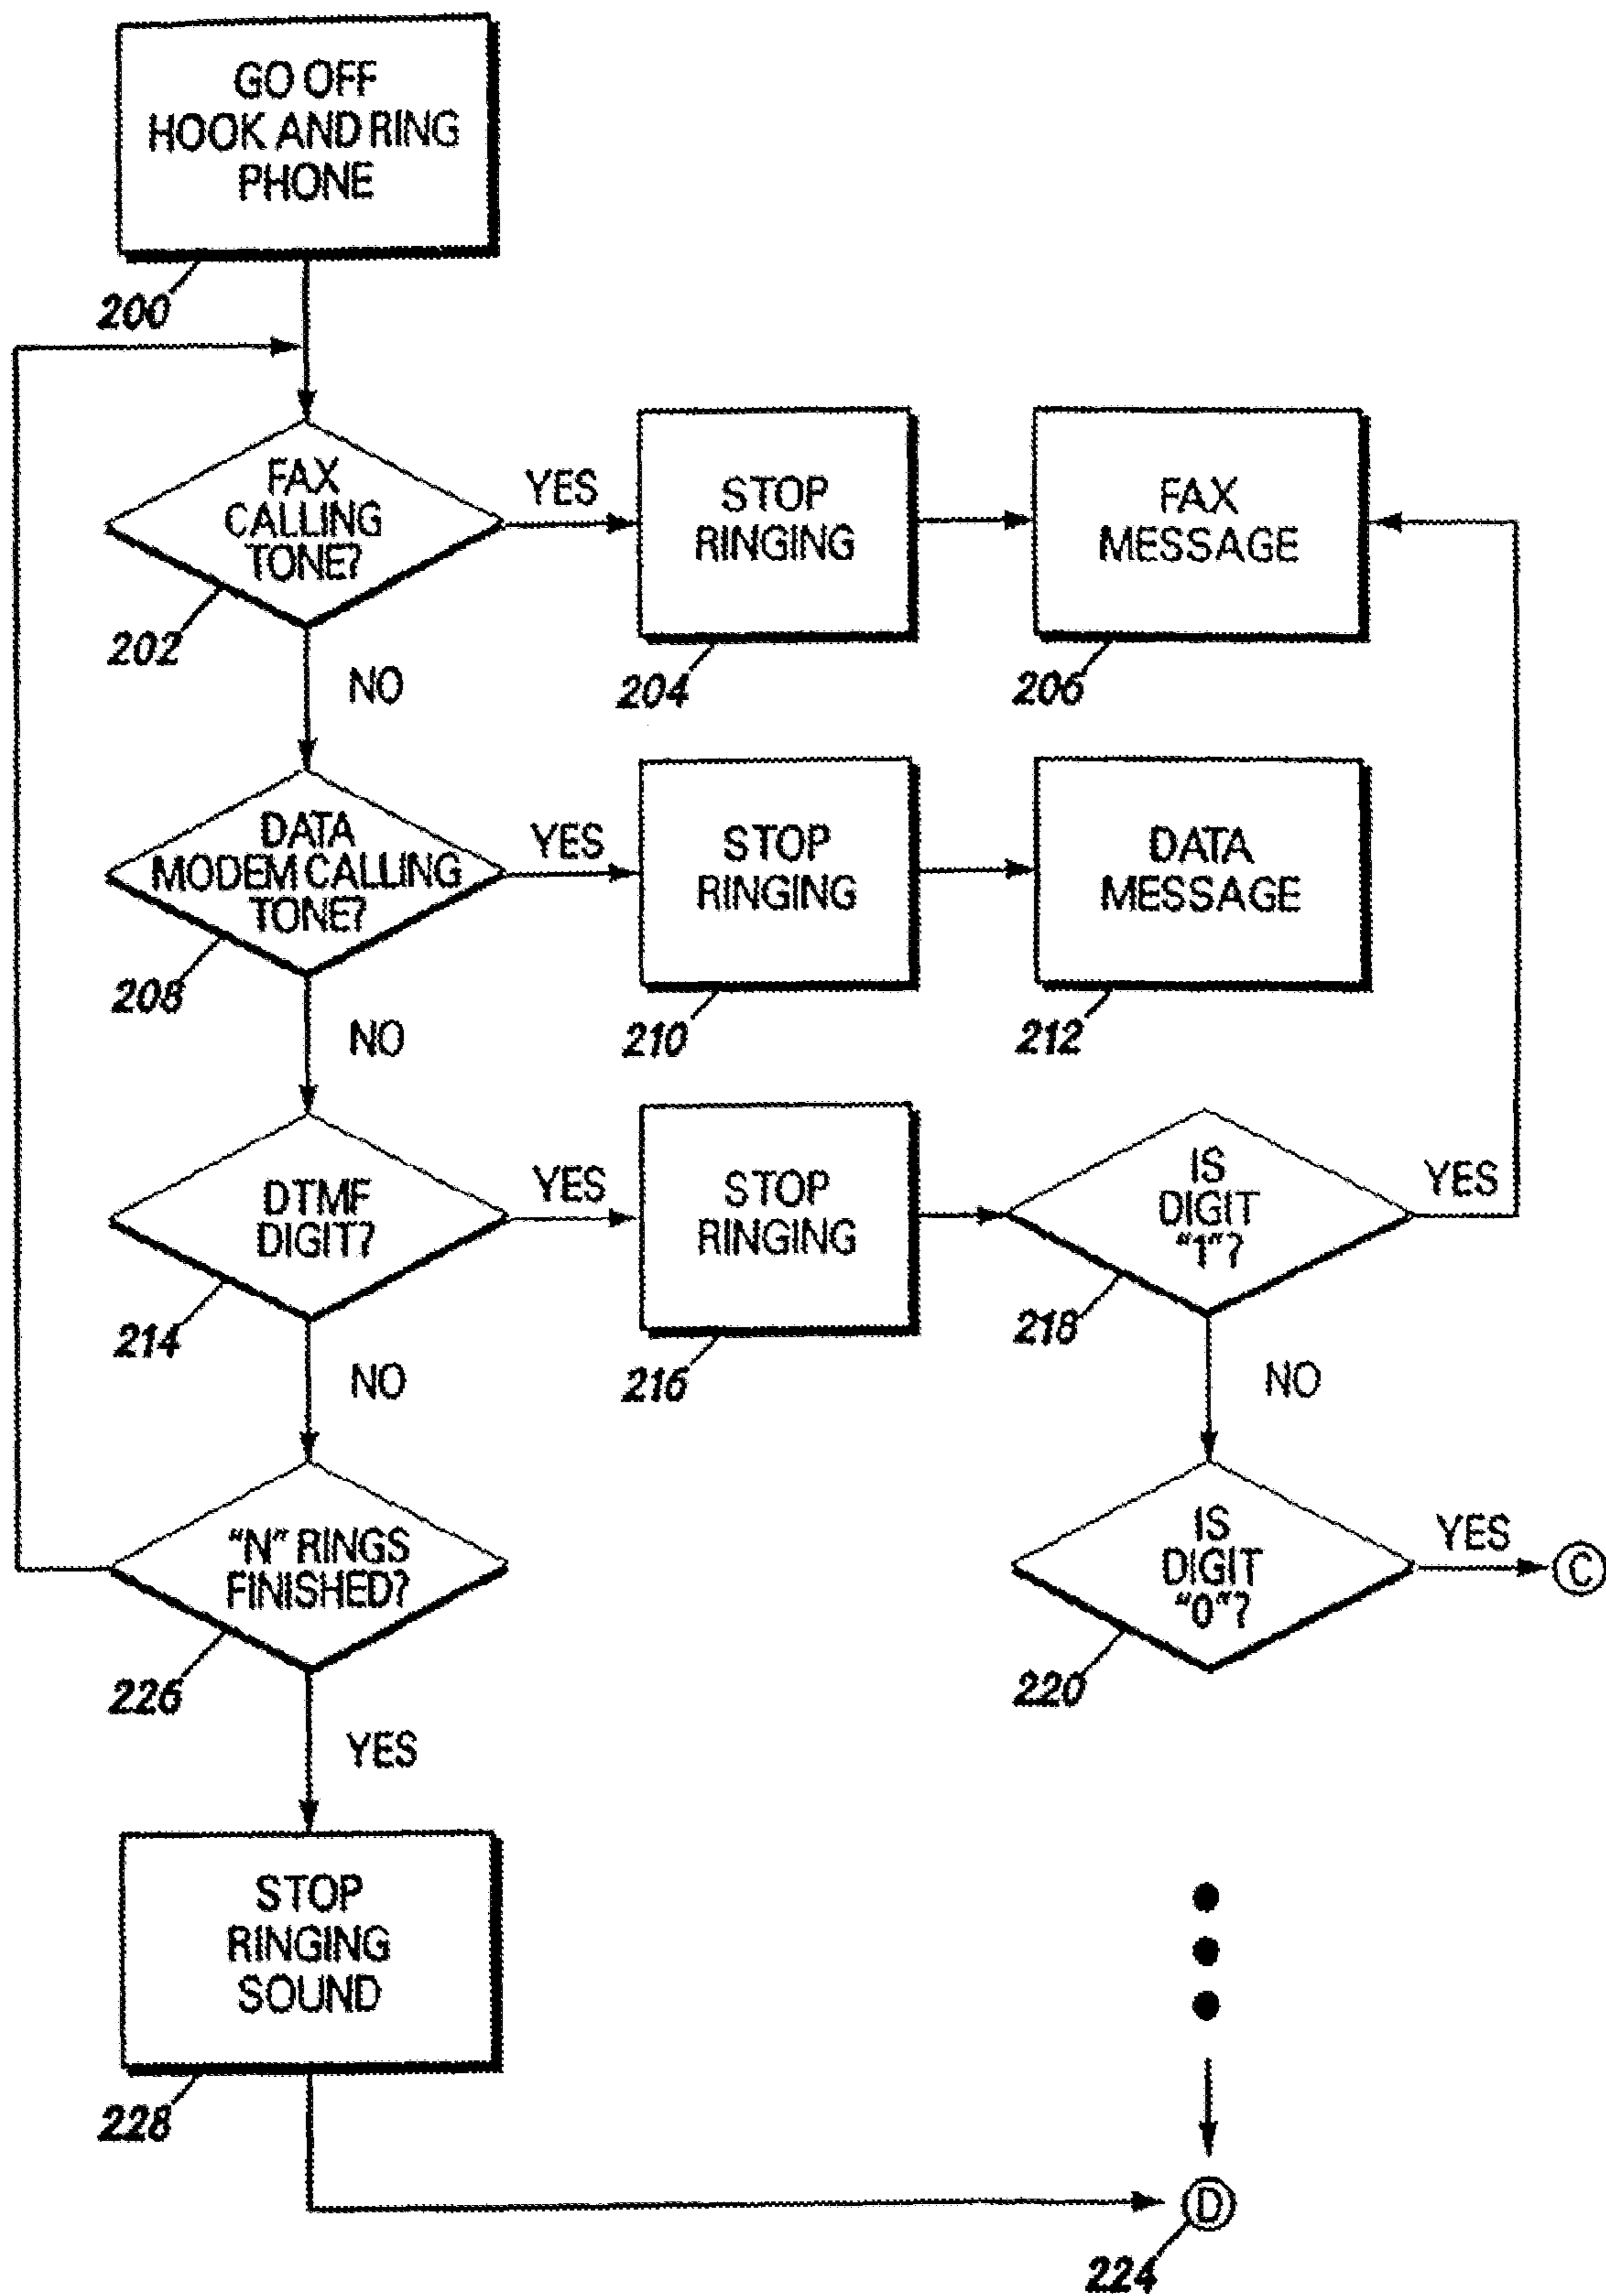 GO OFF
HOOK AND RING
PHONE
200
FAX
CALLING
TONE?
202
YES
STOP
RINGING
204
FAX
MESSAGE
206
NO
DATA
MODEM CALLING
TONE?
208
YES
STOP
RINGING
210
DATA
MESSAGE
212
NO
DTMF
DIGIT?
214
YES
STOP
RINGING
216
IS
DIGIT
"1"?
218
YES
NO
NO
"N" RINGS
FINISHED?
226
IS
DIGIT
"0"?
220
YES
C
YES
STOP
RINGING
SOUND
228
D
224